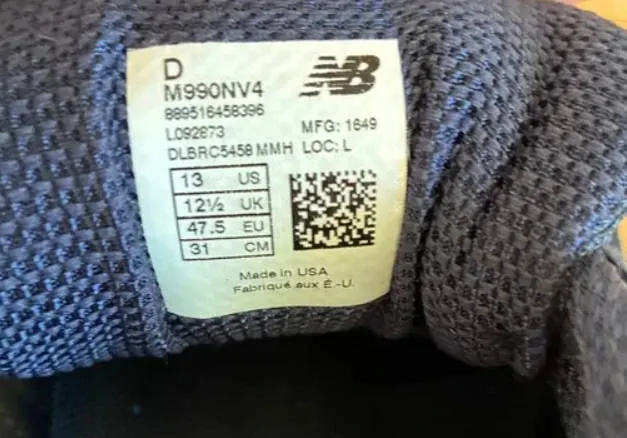 D
NB
M990NV4
889516458396
L092873
MFG: 1649
DLBRC5458 MMH LOC: L
13 US
12½ UK
47.5 EU
31 CM
Made in USA
Fabriqué aux É.-U.